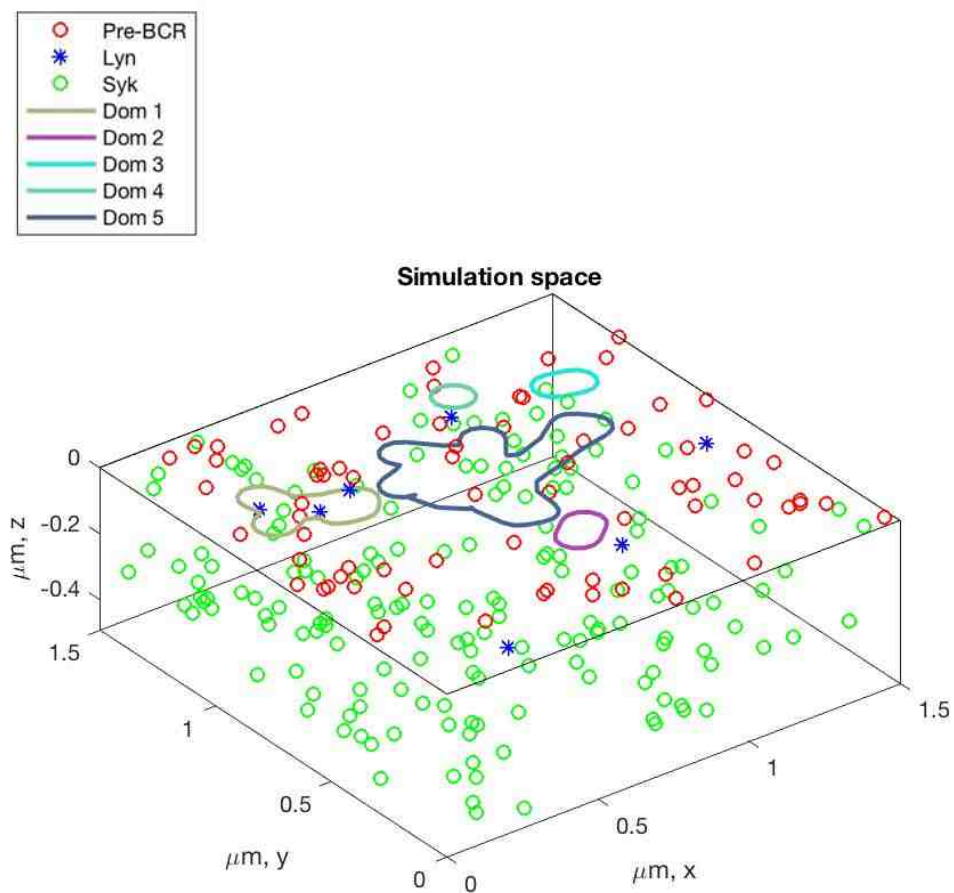 Pre-BCR
Lyn
Syk
Dom 1
Dom 2
Dom 3
Dom 4
Dom 5
Simulation space
0
-0.2
-0.4
μm, z
1.5
1
0.5
0
μm, y
0
0.5
1
1.5
μm, x